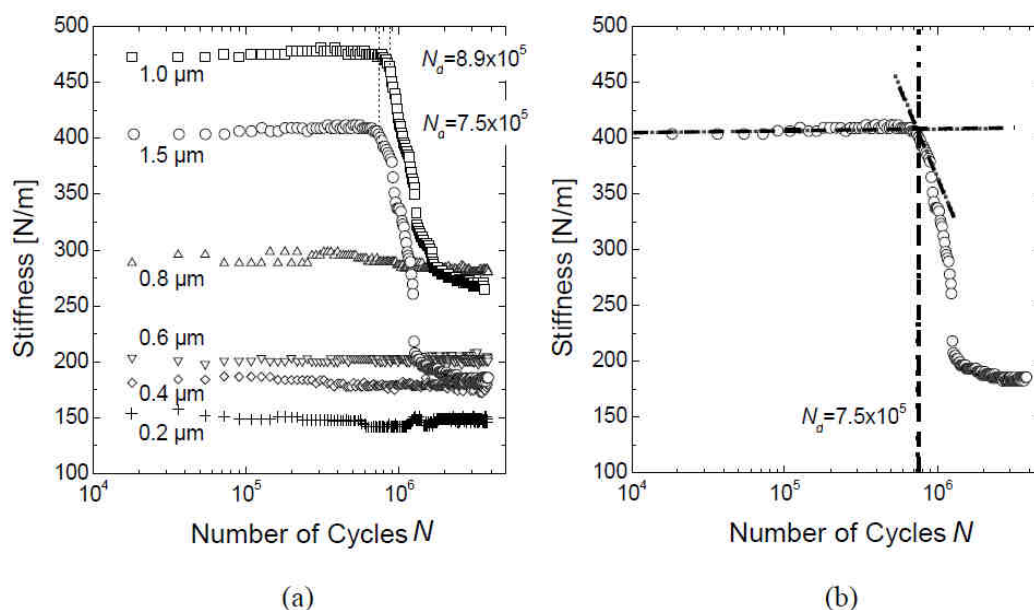 500
450
400
350
300
250
200
150
100
Stiffness [N/m]
1.0 µm
1.5 µm
0.8 µm
0.6 µm
0.4 µm
0.2 µm
N_d=8.9x10^5
N_d=7.5x10^5
10^4
10^5
10^6
Number of Cycles N
(a)
500
450
400
350
300
250
200
150
100
Stiffness [N/m]
N_d=7.5x10^5
10^4
10^5
10^6
Number of Cycles N
(b)